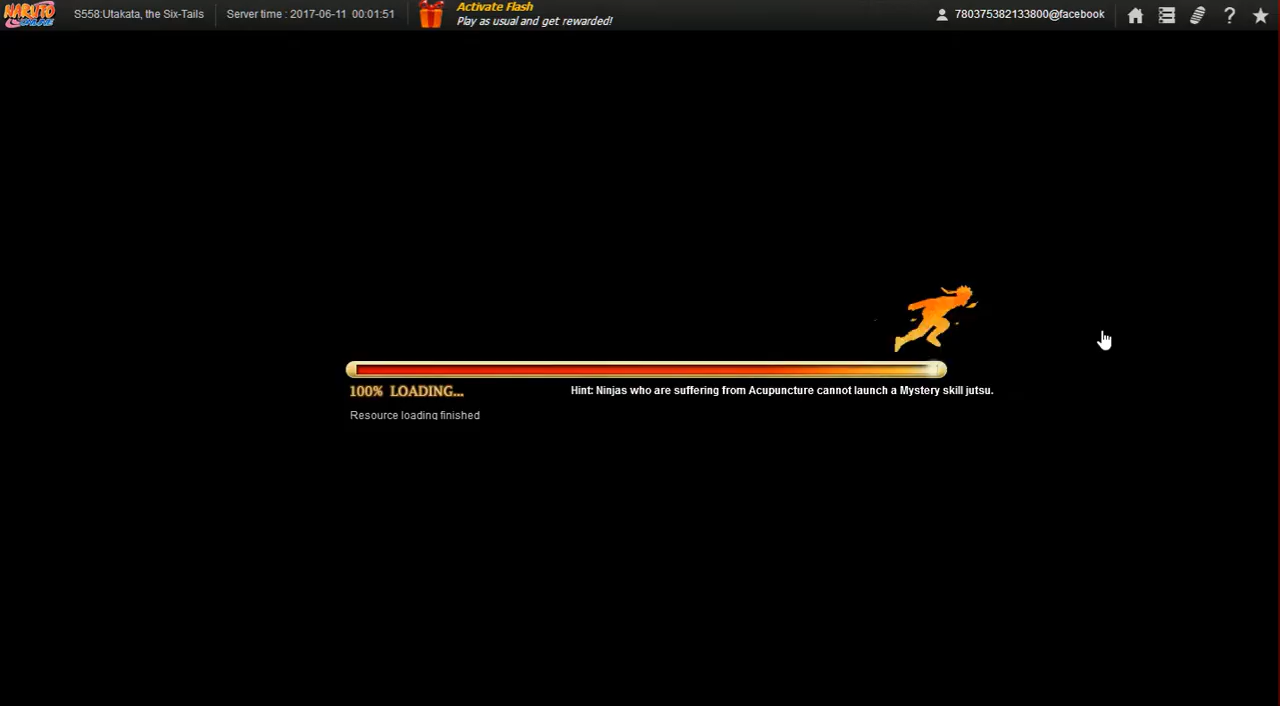 NARUTO
ONLINE
S558:Utakata, the Six-Tails
Server time : 2017-06-11 00:01:51
Activate Flash
Play as usual and get rewarded!
780375382133800@facebook
?
100% LOADING...
Hint: Ninjas who are suffering from Acupuncture cannot launch a Mystery skill jutsu.
Resource loading finished